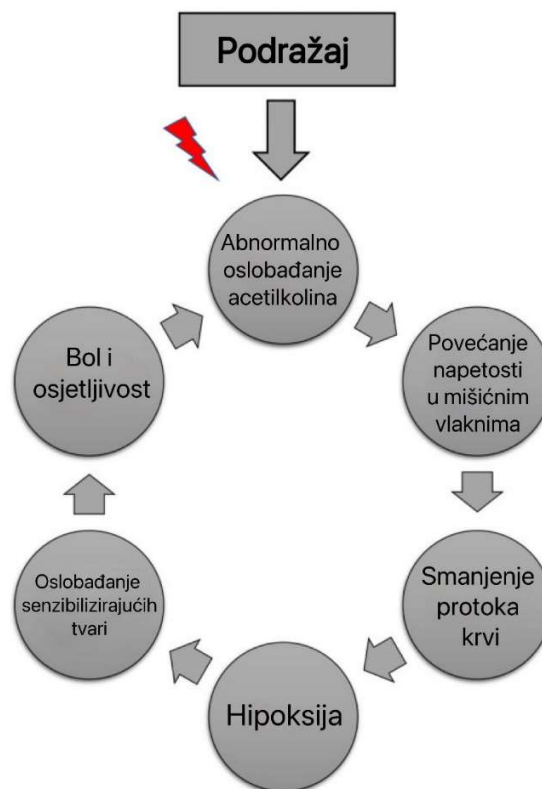 Podražaj
Abnormalno
oslobađanje
acetilkolina
Povećanje
napetosti
u mišićnim
vlaknima
Smanjenje
protoka
krvi
Hipoksija
Oslobađanje
senzibilizirajućih
tvari
Bol i
osjetljivost